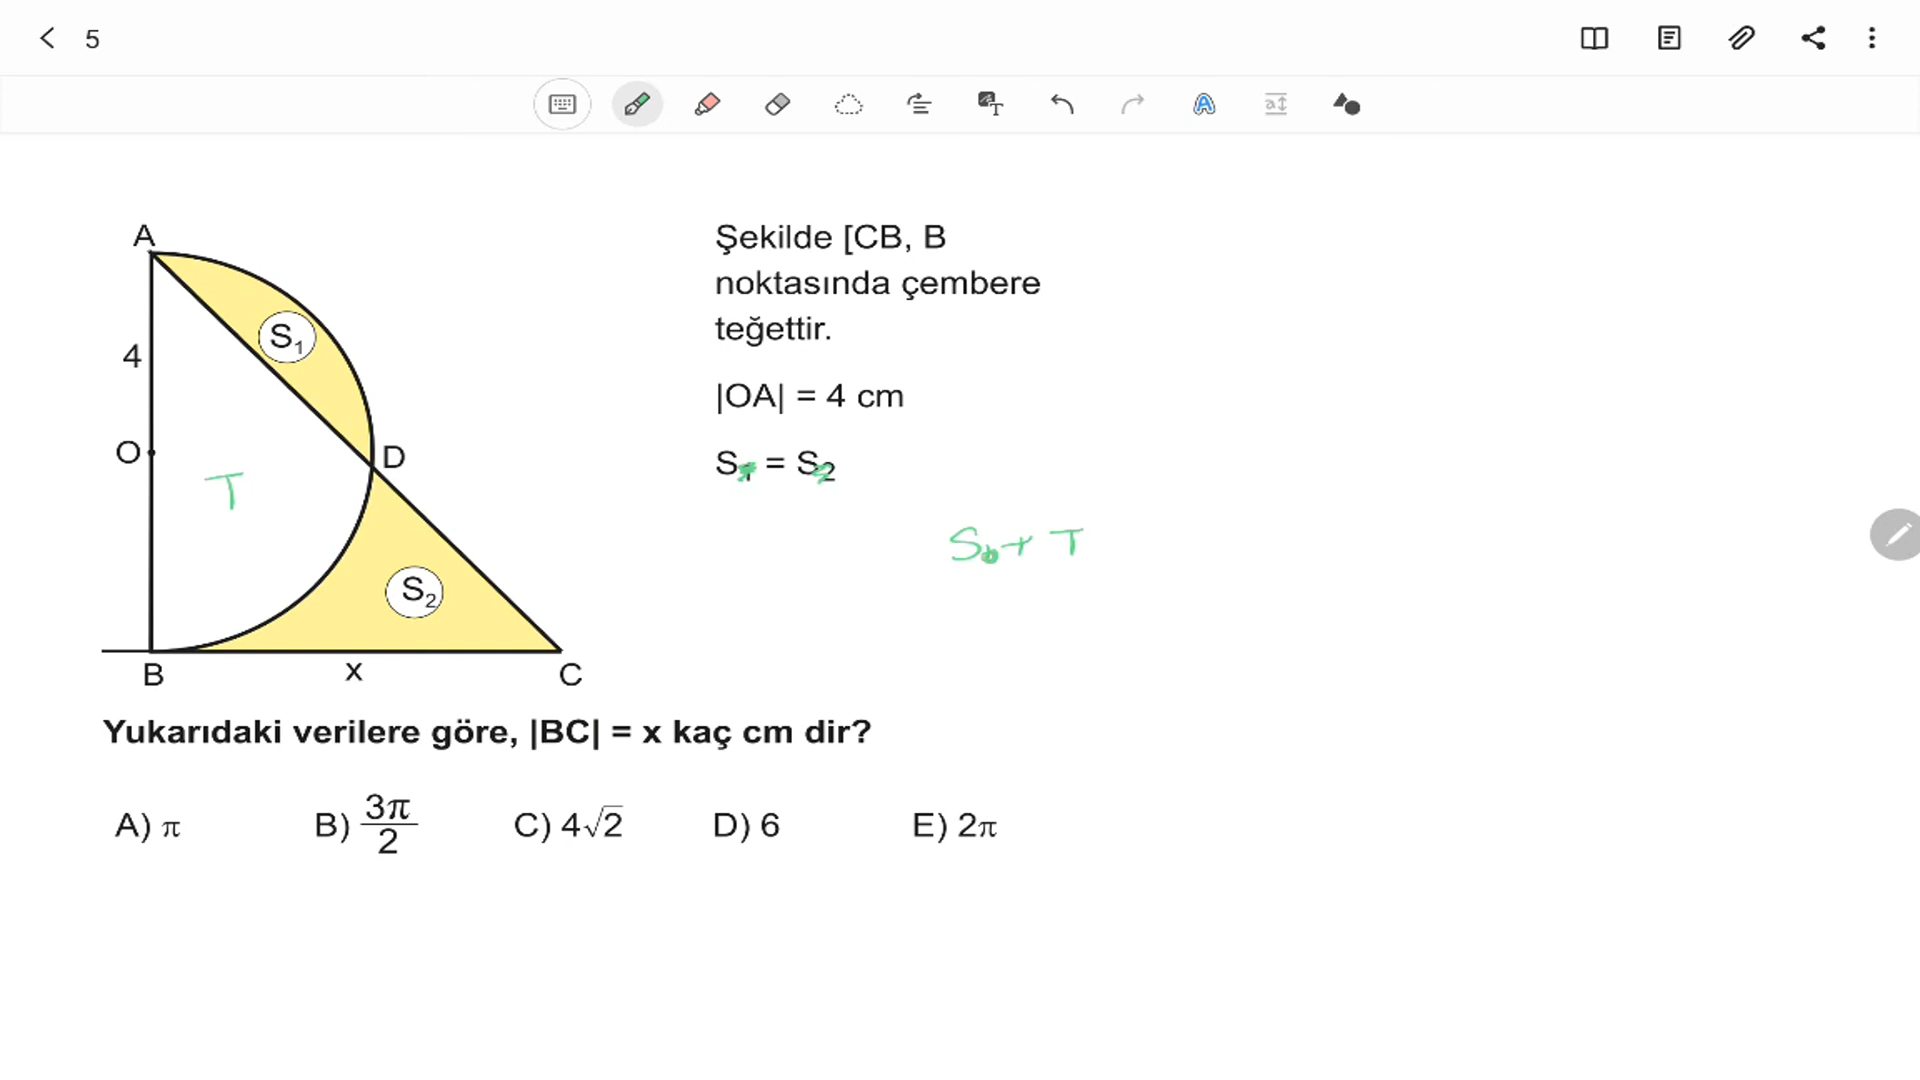 5
A
S1
4
O
D
T
S2
B
x
C
Şekilde [CB, B
noktasında çembere
teğettir.
|OA| = 4 cm
S1 = S2
S + T
Yukarıdaki verilere göre, |BC| = x kaç cm dir?
A) π B) 3π/2 C) 4√2 D) 6 E) 2π